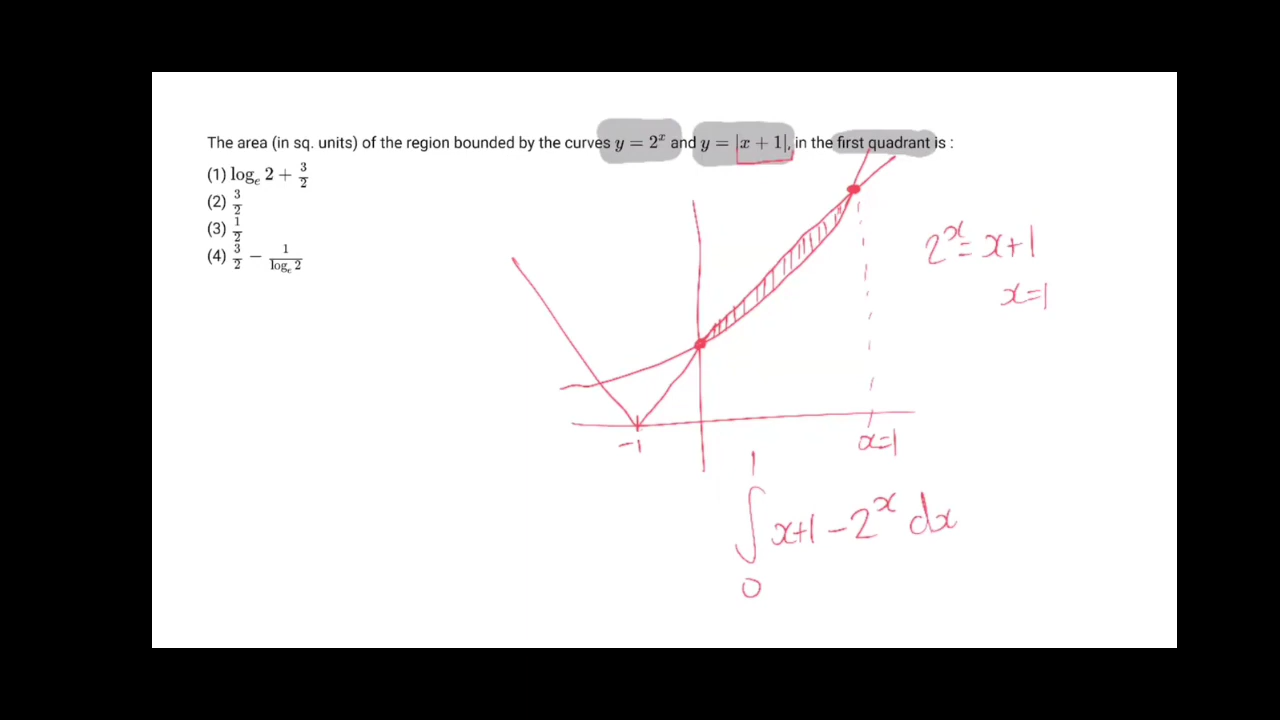 The area (in sq. units) of the region bounded by the curves y = 2^x and y = |x + 1|, in the first quadrant is :
(1) log_e 2 + 3/2
(2) 3/2
(3) 1/2
(4) 3/2 − 1/log_e 2
2^x = x+1
x=1
-1
x=1
∫_0^1 x+1 − 2^x dx